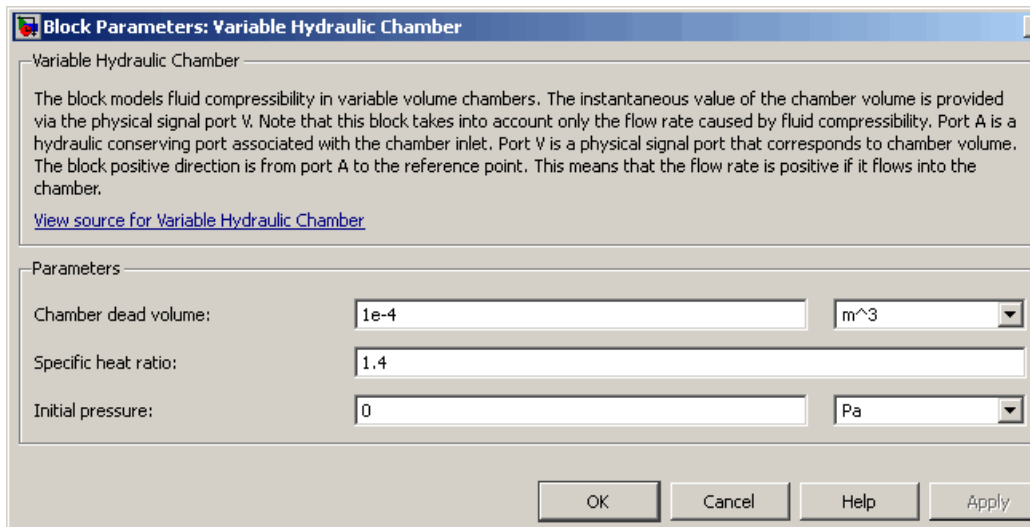 Block Parameters: Variable Hydraulic Chamber
Variable Hydraulic Chamber
The block models fluid compressibility in variable volume chambers. The instantaneous value of the chamber volume is provided
via the physical signal port V. Note that this block takes into account only the flow rate caused by fluid compressibility. Port A is a
hydraulic conserving port associated with the chamber inlet. Port V is a physical signal port that corresponds to chamber volume.
The block positive direction is from port A to the reference point. This means that the flow rate is positive if it flows into the
chamber.
View source for Variable Hydraulic Chamber
Parameters
Chamber dead volume: 1e-4 m^3
Specific heat ratio: 1.4
Initial pressure: 0 Pa
OK Cancel Help Apply